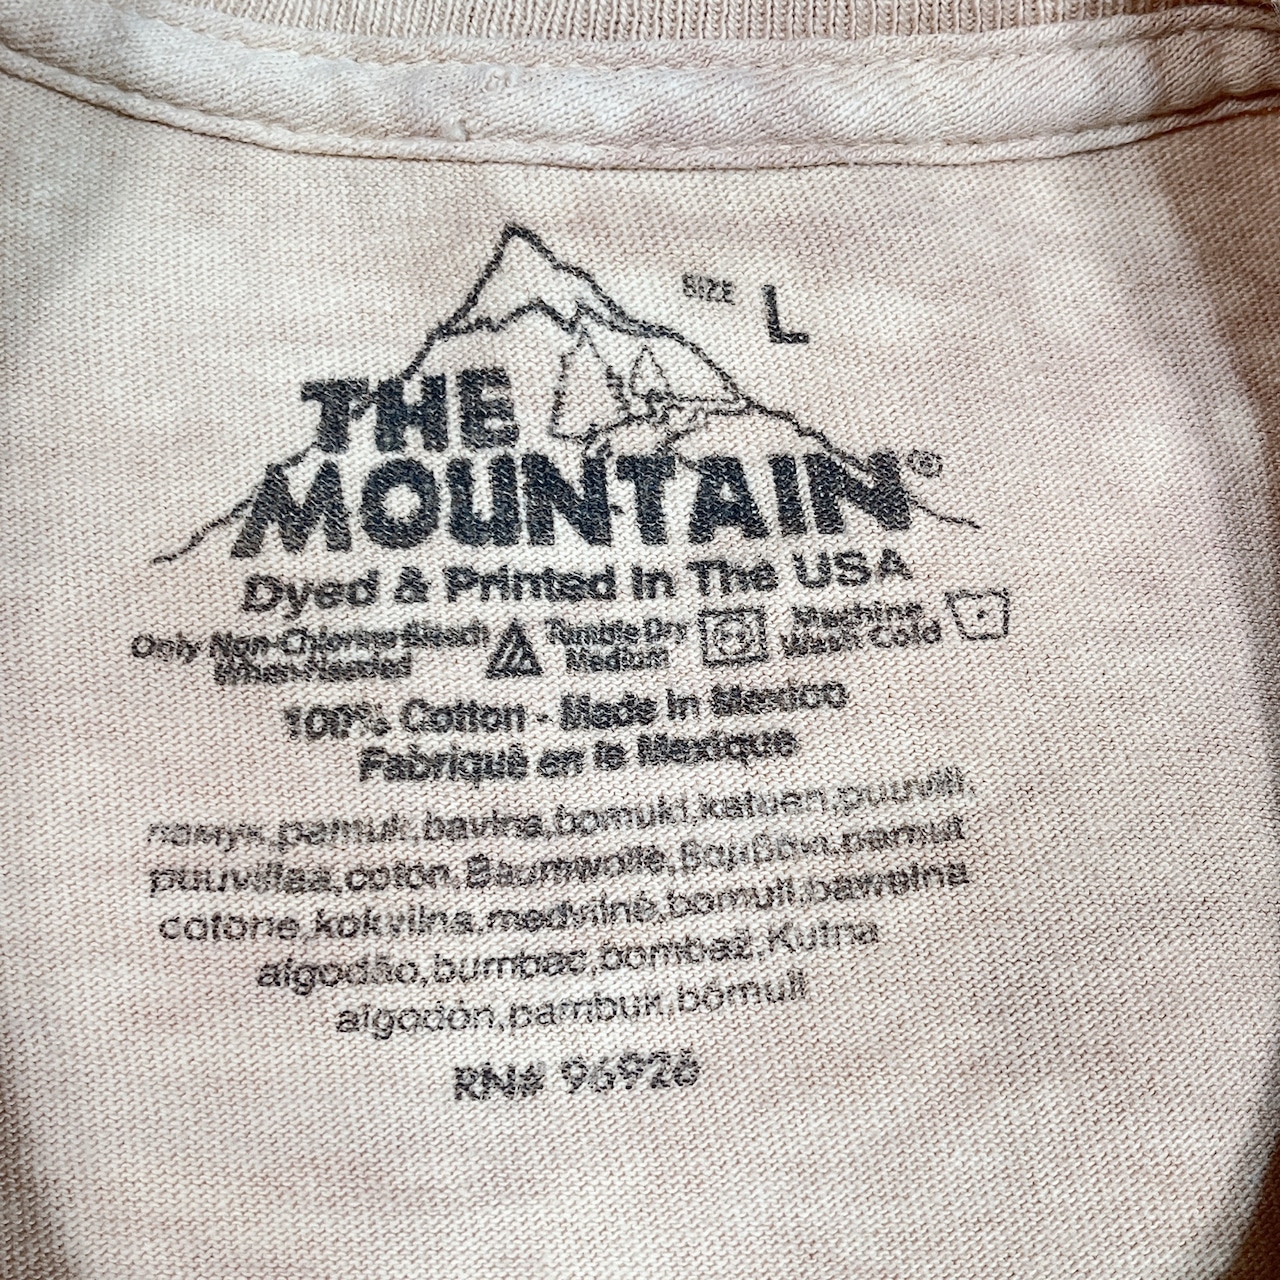 SIZE L
THE
MOUNTAIN®
Dyed & Printed In The USA
Only Non-Chlorine Bleach
When Needed
Tumble Dry
Medium
Machine
Wash Cold
100% Cotton - Made in Mexico
Fabriqué en le Mexique
памук,pamuk,bavlna,bomuld,katoen,puuvill,
puuvillaa,coton,Baumwolle,Βαμβάκι,pamut
cotone,kokvilna,medvilnė,bomull,bawełna
algodão,bumbac,bombaž,Kutna
algodón,pambuk,bómull
RN# 96926